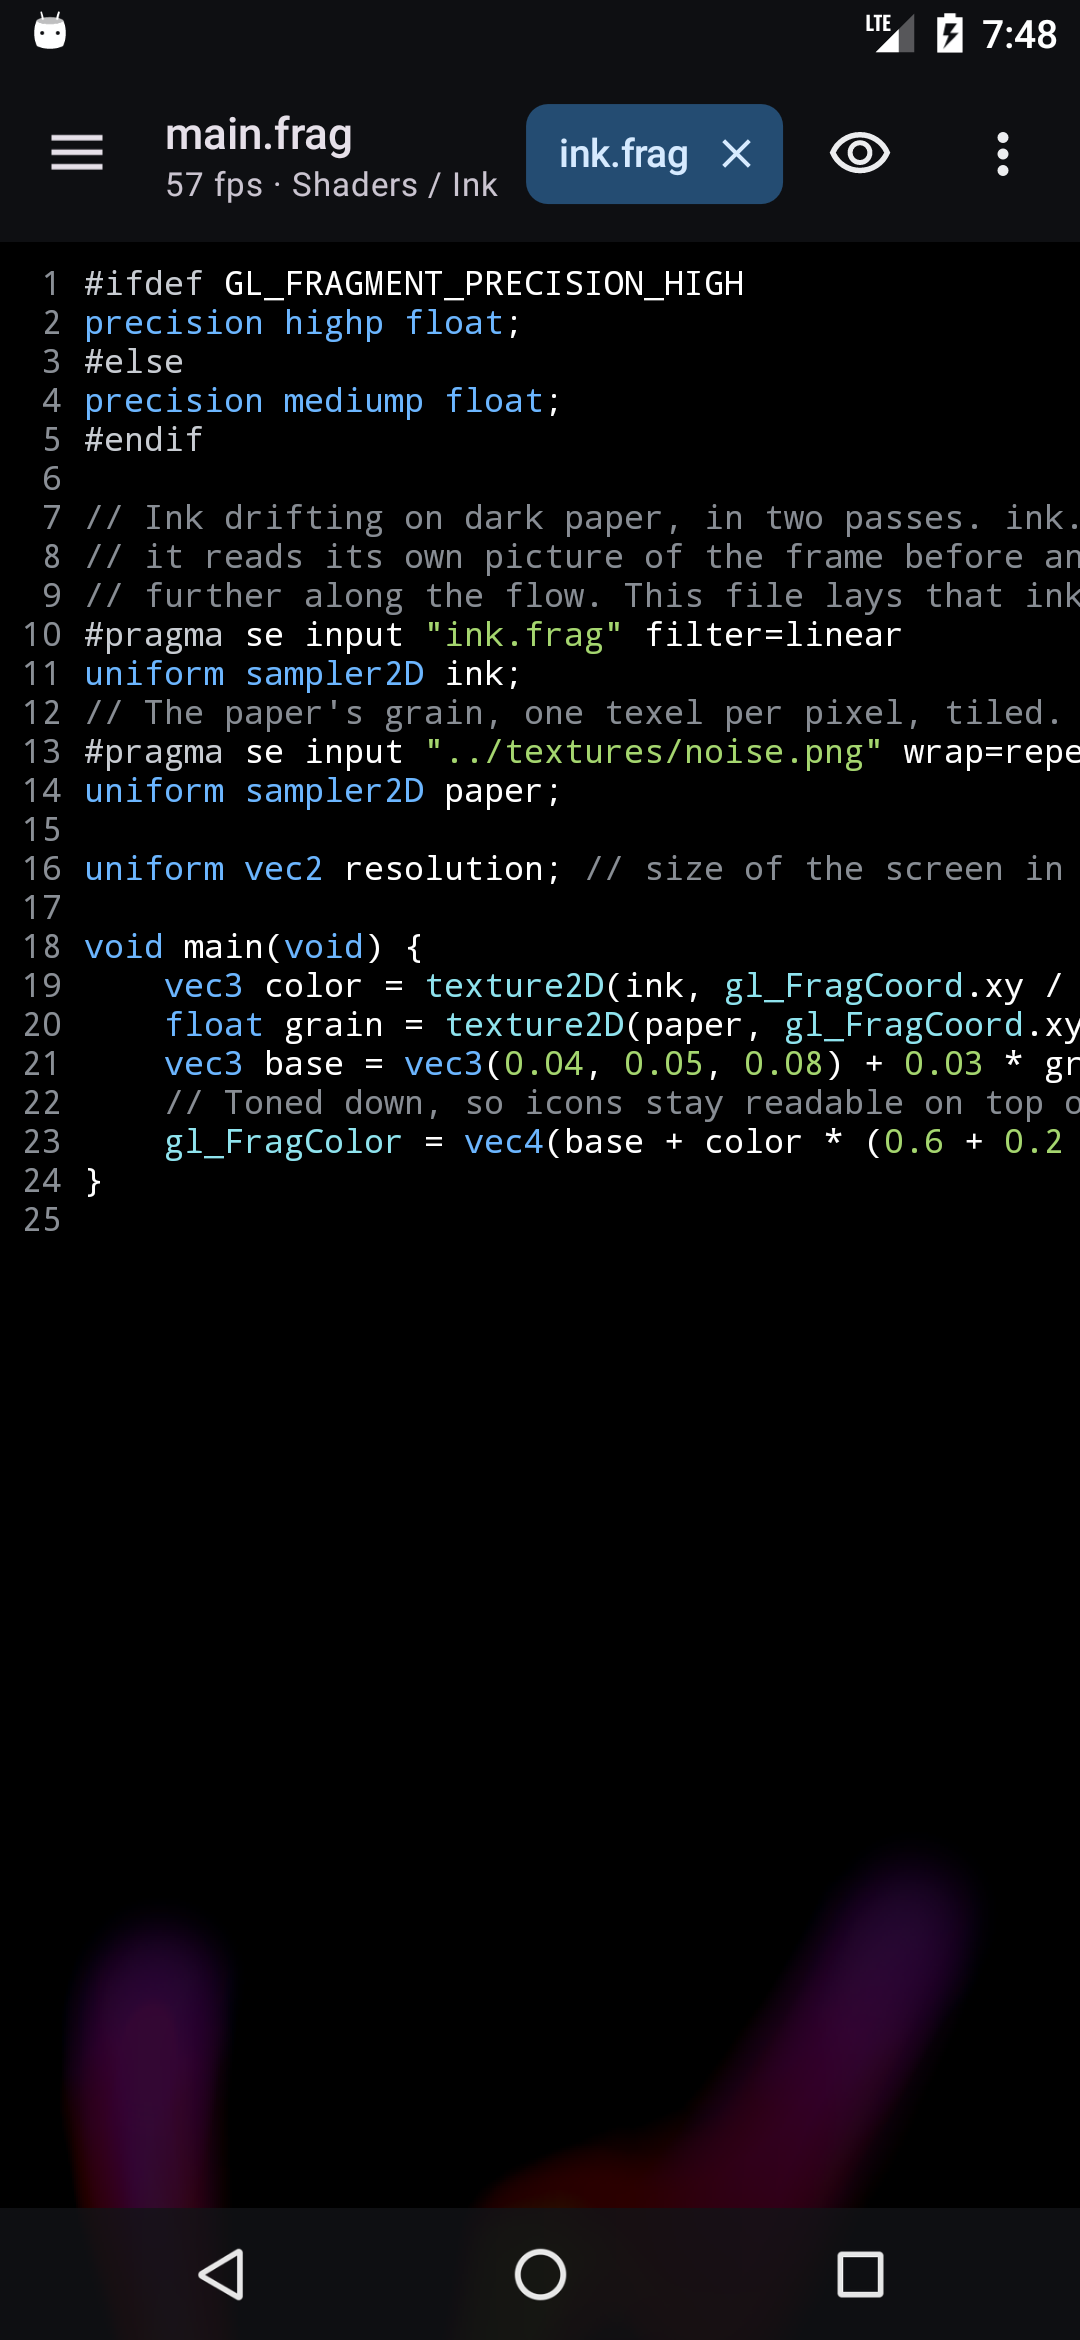 LTE 7:48
main.frag
57 fps · Shaders / Ink
ink.frag
1 #ifdef GL_FRAGMENT_PRECISION_HIGH
2 precision highp float;
3 #else
4 precision mediump float;
5 #endif
6
7 // Ink drifting on dark paper, in two passes. ink.
8 // it reads its own picture of the frame before an
9 // further along the flow. This file lays that ink
10 #pragma se input "ink.frag" filter=linear
11 uniform sampler2D ink;
12 // The paper's grain, one texel per pixel, tiled.
13 #pragma se input "../textures/noise.png" wrap=repe
14 uniform sampler2D paper;
15
16 uniform vec2 resolution; // size of the screen in
17
18 void main(void) {
19     vec3 color = texture2D(ink, gl_FragCoord.xy /
20     float grain = texture2D(paper, gl_FragCoord.xy
21     vec3 base = vec3(0.04, 0.05, 0.08) + 0.03 * gr
22     // Toned down, so icons stay readable on top o
23     gl_FragColor = vec4(base + color * (0.6 + 0.2
24 }
25